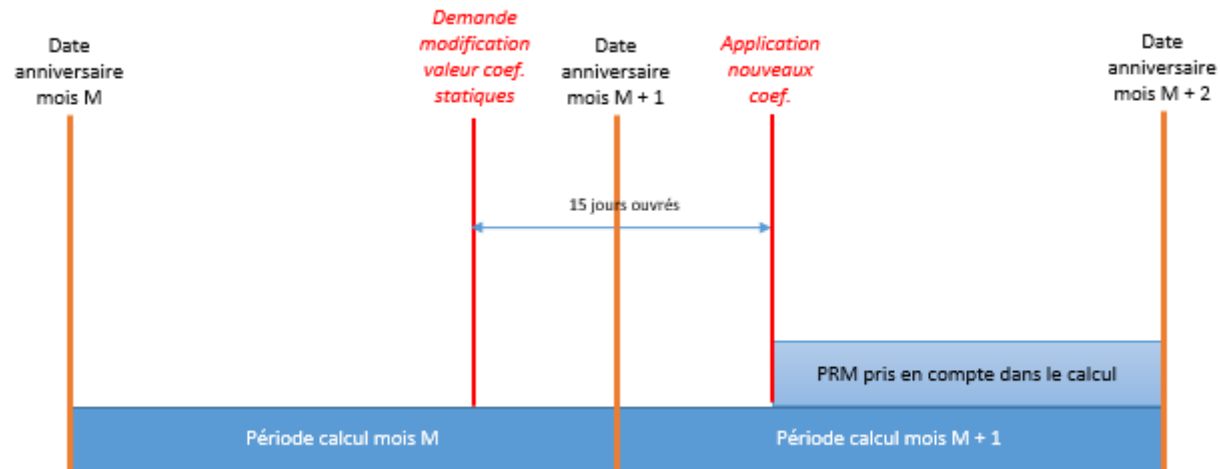 Date
anniversaire
mois M
Demande
modification
valeur coef.
statiques
Date
anniversaire
mois M + 1
Application
nouveaux
coef.
Date
anniversaire
mois M + 2
15 jours ouvrés
PRM pris en compte dans le calcul
Période calcul mois M
Période calcul mois M + 1